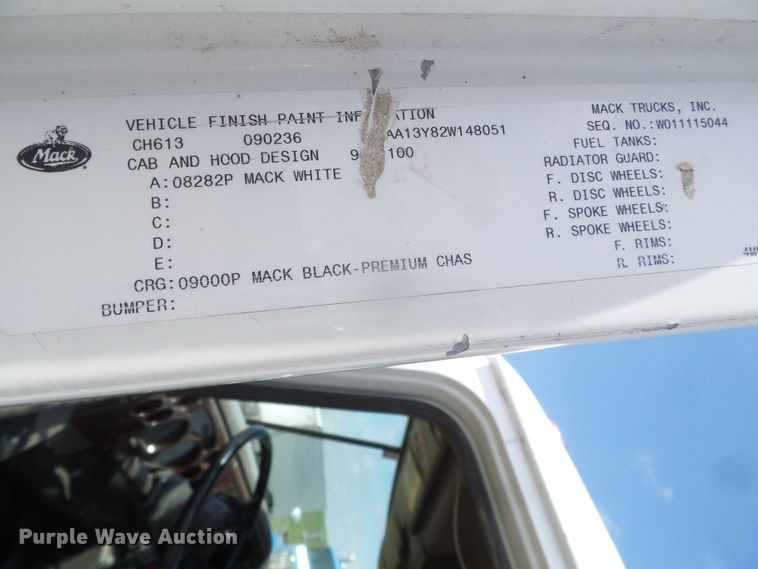 VEHICLE FINISH PAINT INFORMATION
CH613 090236 AA13Y82W148051
CAB AND HOOD DESIGN 100
A: 08282P MACK WHITE
B:
C:
D:
E:
CRG: 09000P MACK BLACK-PREMIUM CHAS
BUMPER:
Mack
MACK TRUCKS, INC.
SEQ. NO.: W011115044
FUEL TANKS:
RADIATOR GUARD:
F. DISC WHEELS:
R. DISC WHEELS:
F. SPOKE WHEELS:
R. SPOKE WHEELS:
F. RIMS:
R. RIMS:
Purple Wave Auction